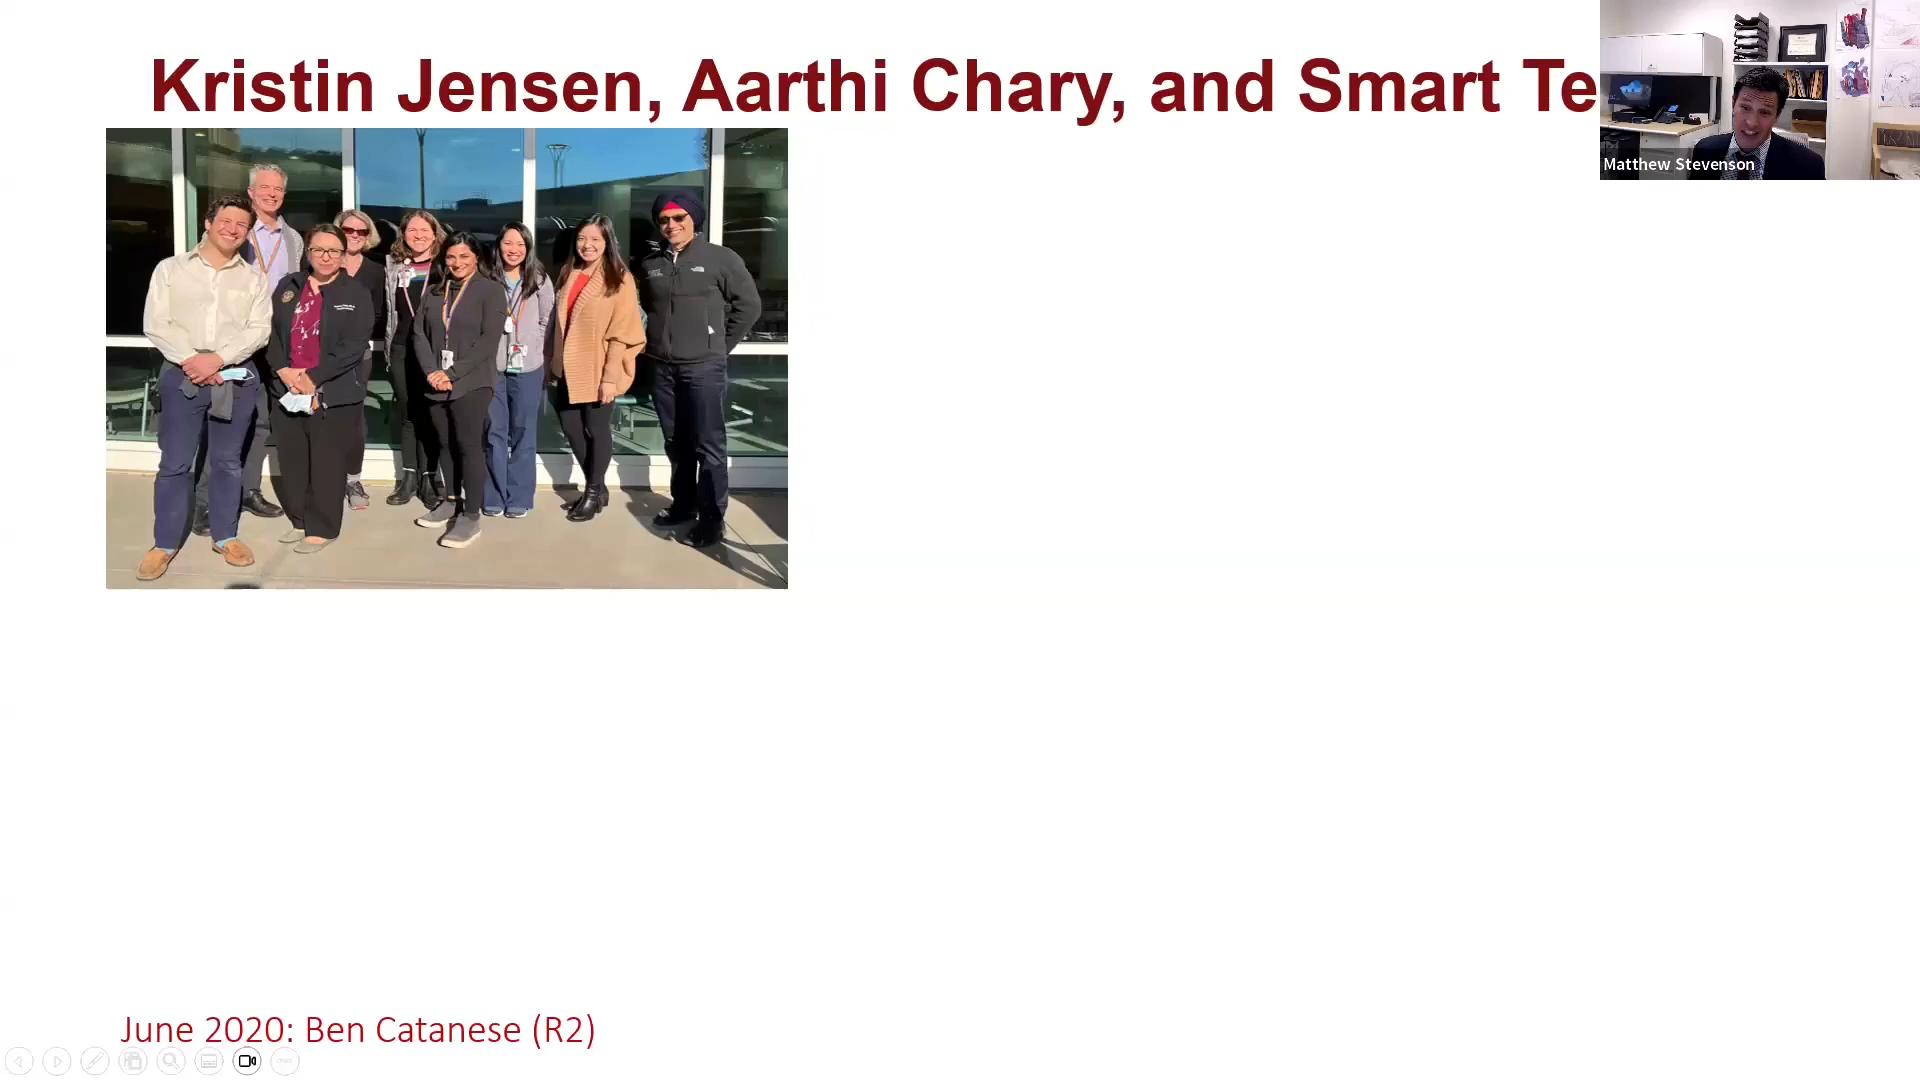 Kristin Jensen, Aarthi Chary, and Smart Te
Matthew Stevenson
June 2020: Ben Catanese (R2)